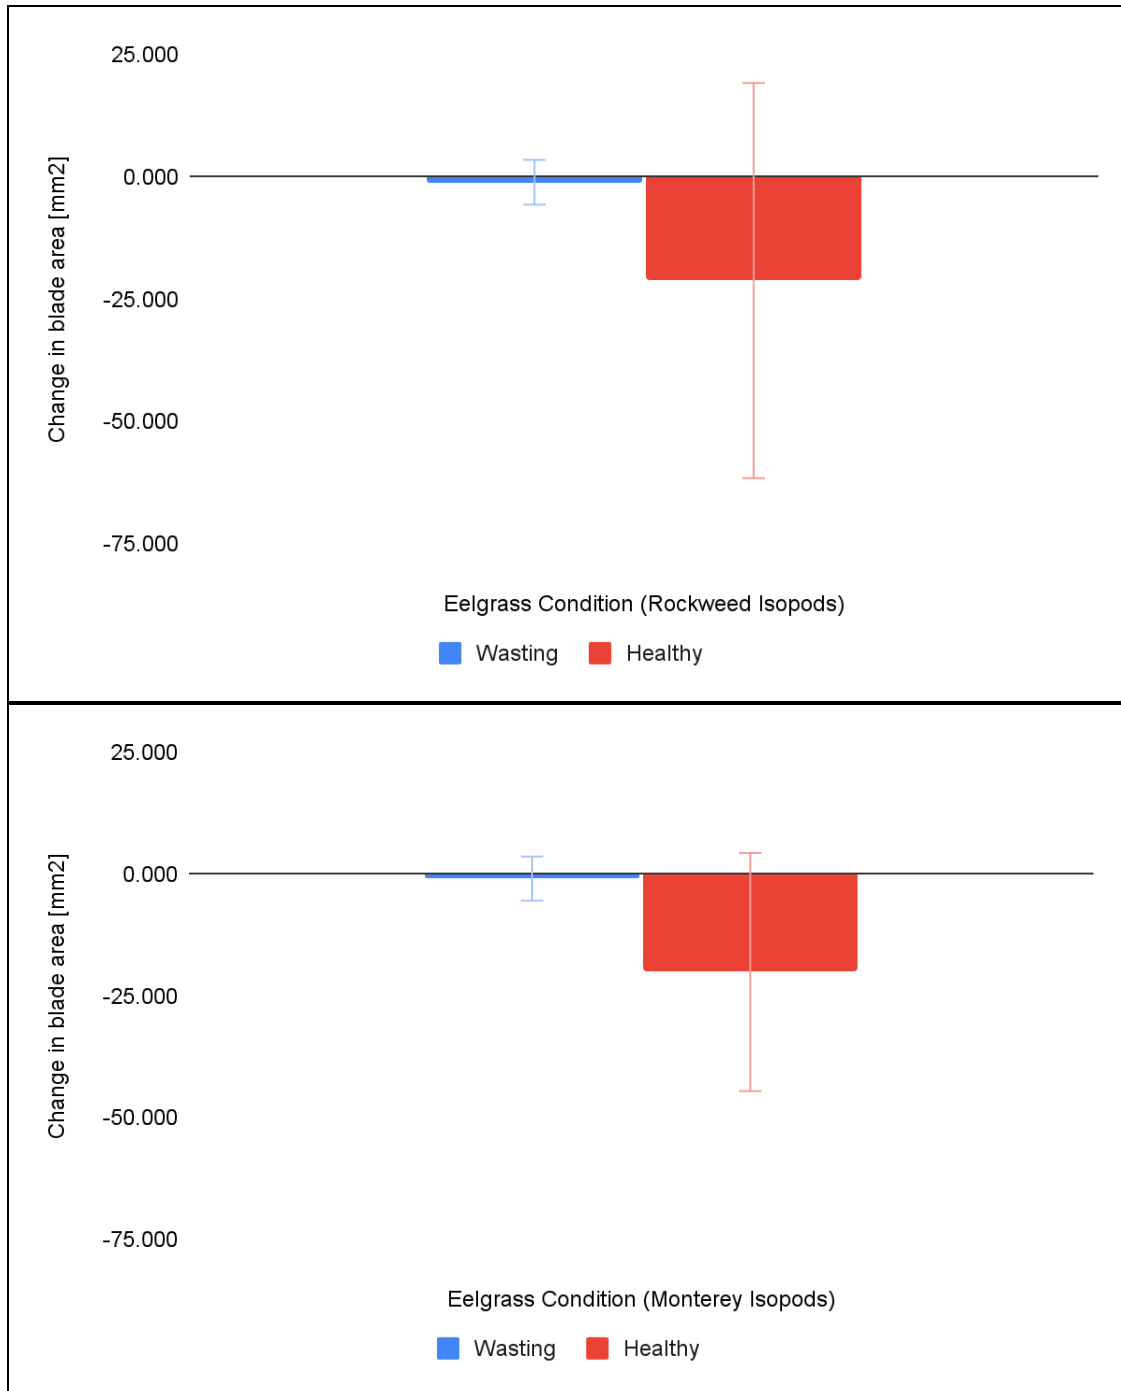 25.000
0.000
-25.000
-50.000
-75.000
Change in blade area [mm2]
Eelgrass Condition (Rockweed Isopods)
Wasting Healthy
25.000
0.000
-25.000
-50.000
-75.000
Change in blade area [mm2]
Eelgrass Condition (Monterey Isopods)
Wasting Healthy